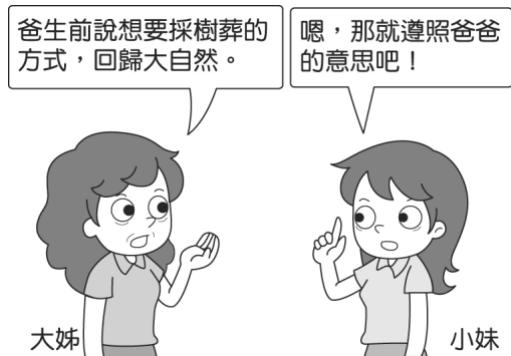 爸生前說想要採樹葬的
方式，回歸大自然。
嗯，那就遵照爸爸
的意思吧！
大姊
小妹